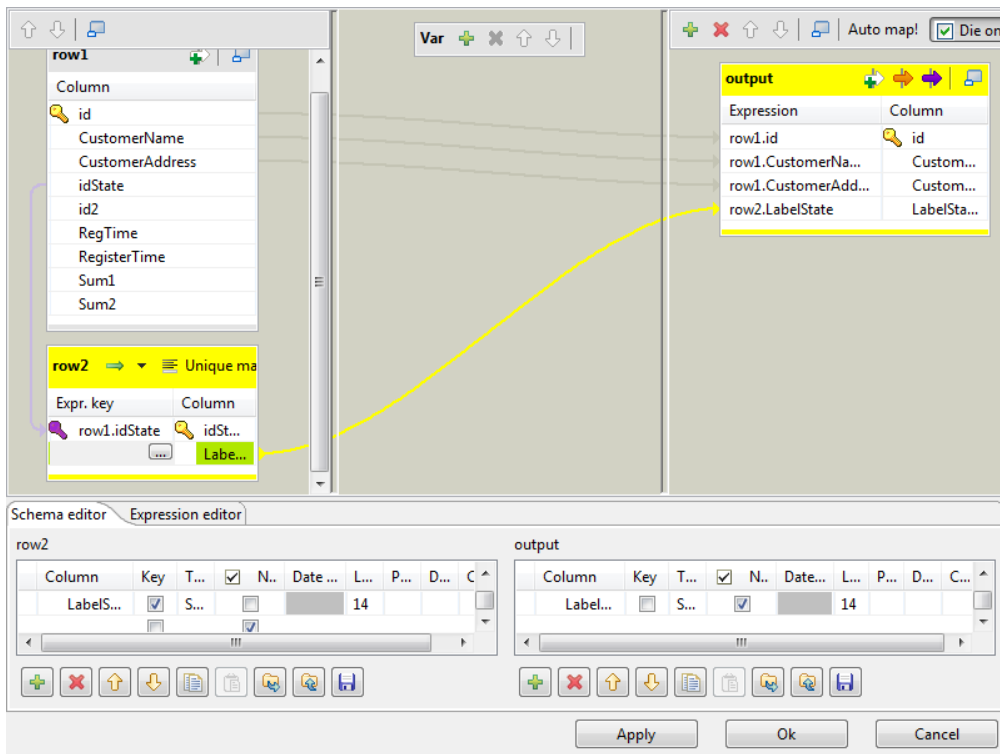 Var
Auto map!
Die on
row1
Column
id
CustomerName
CustomerAddress
idState
id2
RegTime
RegisterTime
Sum1
Sum2
row2 Unique ma
Expr. key Column
row1.idState idSt...
... Labe...
output
Expression Column
row1.id id
row1.CustomerNa... Custom...
row1.CustomerAdd... Custom...
row2.LabelState LabelSta...
Schema editor Expression editor
row2
Column Key T... N.. Date ... L... P... D... C
LabelS... S... 14
output
Column Key T... N.. Date... L... P... D... C...
Label... S... 14
Apply Ok Cancel